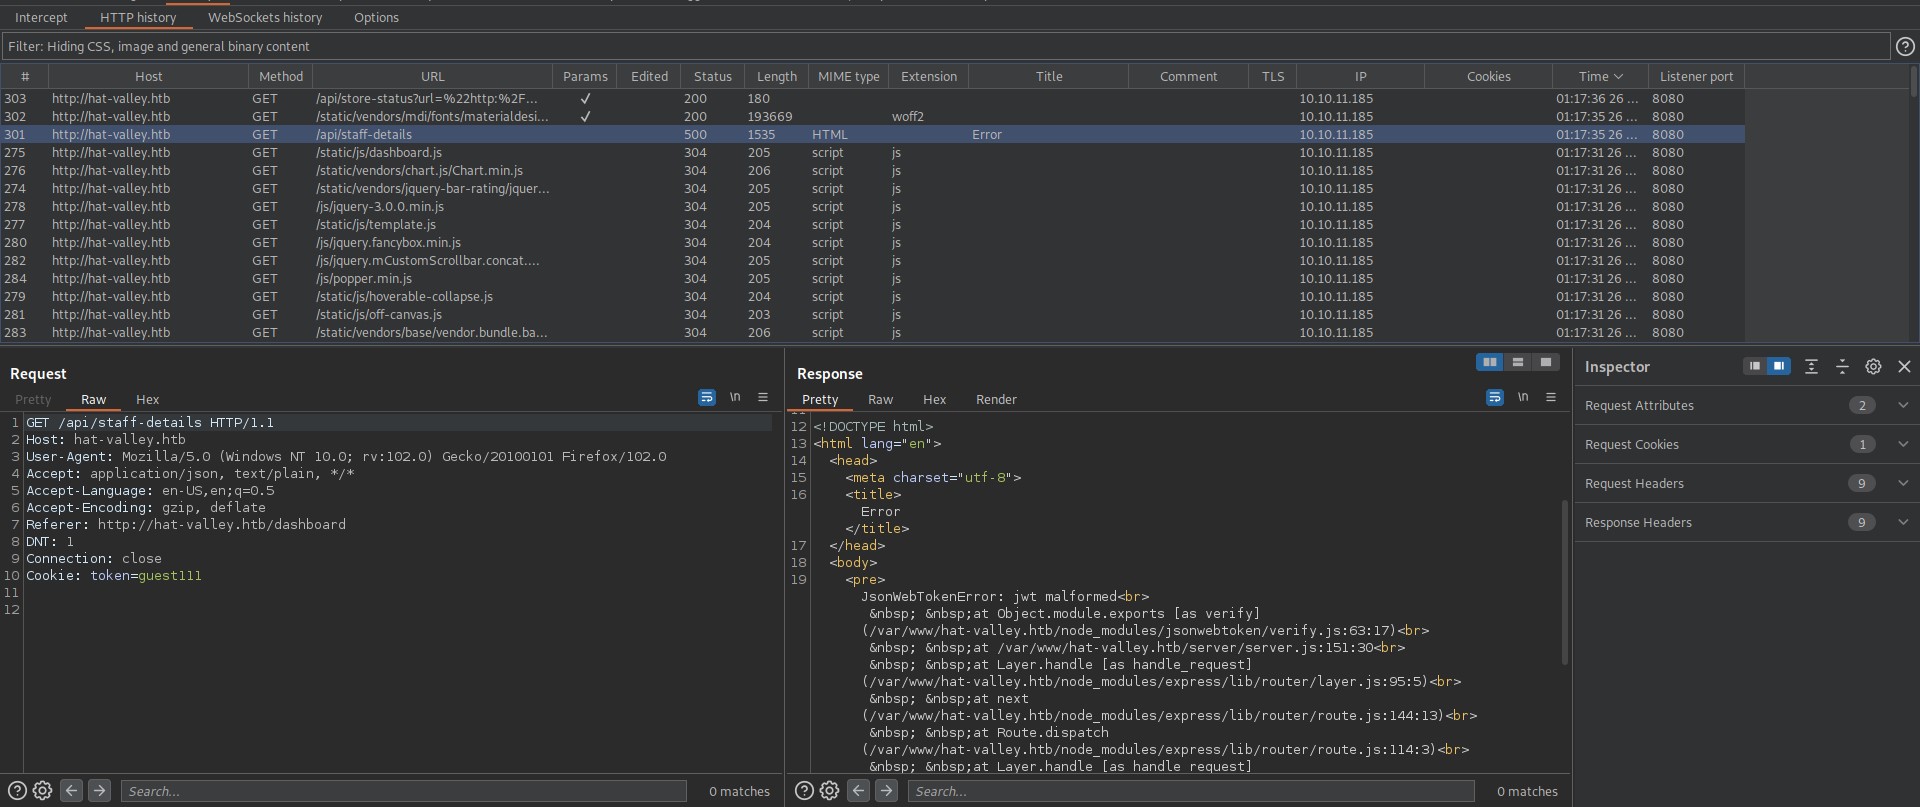 Intercept HTTP history WebSockets history Options
Filter: Hiding CSS, image and general binary content
# Host Method URL Params Edited Status Length MIME type Extension Title Comment TLS IP Cookies Time Listener port
303 http://hat-valley.htb GET /api/store-status?url=%22http:%2F... ✓ 200 180 10.10.11.185 01:17:36 26 ... 8080
302 http://hat-valley.htb GET /static/vendors/mdi/fonts/materialdesi... ✓ 200 193669 woff2 10.10.11.185 01:17:35 26 ... 8080
301 http://hat-valley.htb GET /api/staff-details 500 1535 HTML Error 10.10.11.185 01:17:35 26 ... 8080
275 http://hat-valley.htb GET /static/js/dashboard.js 304 205 script js 10.10.11.185 01:17:31 26 ... 8080
276 http://hat-valley.htb GET /static/vendors/chart.js/Chart.min.js 304 206 script js 10.10.11.185 01:17:31 26 ... 8080
274 http://hat-valley.htb GET /static/vendors/jquery-bar-rating/jquer... 304 205 script js 10.10.11.185 01:17:31 26 ... 8080
278 http://hat-valley.htb GET /js/jquery-3.0.0.min.js 304 205 script js 10.10.11.185 01:17:31 26 ... 8080
277 http://hat-valley.htb GET /static/js/template.js 304 204 script js 10.10.11.185 01:17:31 26 ... 8080
280 http://hat-valley.htb GET /js/jquery.fancybox.min.js 304 204 script js 10.10.11.185 01:17:31 26 ... 8080
282 http://hat-valley.htb GET /js/jquery.mCustomScrollbar.concat.... 304 205 script js 10.10.11.185 01:17:31 26 ... 8080
284 http://hat-valley.htb GET /js/popper.min.js 304 205 script js 10.10.11.185 01:17:31 26 ... 8080
279 http://hat-valley.htb GET /static/js/hoverable-collapse.js 304 204 script js 10.10.11.185 01:17:31 26 ... 8080
281 http://hat-valley.htb GET /static/js/off-canvas.js 304 203 script js 10.10.11.185 01:17:31 26 ... 8080
283 http://hat-valley.htb GET /static/vendors/base/vendor.bundle.ba... 304 206 script js 10.10.11.185 01:17:31 26 ... 8080
Request
Pretty Raw Hex
\n
1 GET /api/staff-details HTTP/1.1
2 Host: hat-valley.htb
3 User-Agent: Mozilla/5.0 (Windows NT 10.0; rv:102.0) Gecko/20100101 Firefox/102.0
4 Accept: application/json, text/plain, */*
5 Accept-Language: en-US,en;q=0.5
6 Accept-Encoding: gzip, deflate
7 Referer: http://hat-valley.htb/dashboard
8 DNT: 1
9 Connection: close
10 Cookie: token=guest111
11
12
Search... 0 matches
Response
Pretty Raw Hex Render
\n
12 <!DOCTYPE html>
13 <html lang="en">
14 <head>
15 <meta charset="utf-8">
16 <title>
Error
</title>
17 </head>
18 <body>
19 <pre>
JsonWebTokenError: jwt malformed<br>
&nbsp; &nbsp;at Object.module.exports [as verify]
(/var/www/hat-valley.htb/node_modules/jsonwebtoken/verify.js:63:17)<br>
&nbsp; &nbsp;at /var/www/hat-valley.htb/server/server.js:151:30<br>
&nbsp; &nbsp;at Layer.handle [as handle_request]
(/var/www/hat-valley.htb/node_modules/express/lib/router/layer.js:95:5)<br>
&nbsp; &nbsp;at next
(/var/www/hat-valley.htb/node_modules/express/lib/router/route.js:144:13)<br>
&nbsp; &nbsp;at Route.dispatch
(/var/www/hat-valley.htb/node_modules/express/lib/router/route.js:114:3)<br>
&nbsp; &nbsp;at Layer.handle [as handle_request]
Search... 0 matches
Inspector
Request Attributes 2
Request Cookies 1
Request Headers 9
Response Headers 9